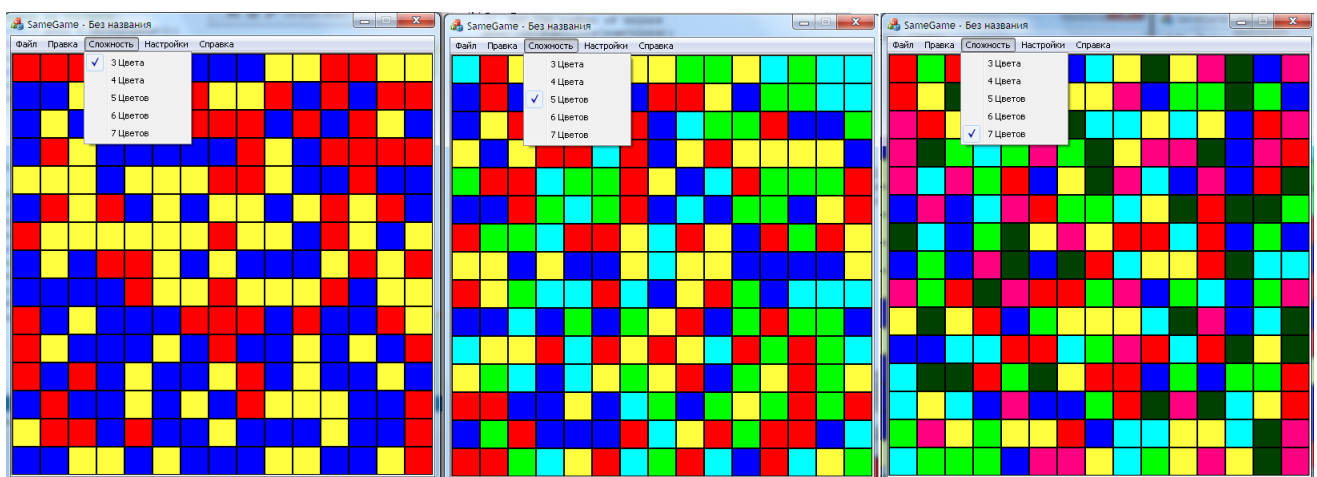 SameGame - Без названия
Файл Правка Сложность Настройки Справка
3 Цвета
4 Цвета
5 Цветов
6 Цветов
7 Цветов
SameGame - Без названия
Файл Правка Сложность Настройки Справка
3 Цвета
4 Цвета
5 Цветов
6 Цветов
7 Цветов
SameGame - Без названия
Файл Правка Сложность Настройки Справка
3 Цвета
4 Цвета
5 Цветов
6 Цветов
7 Цветов